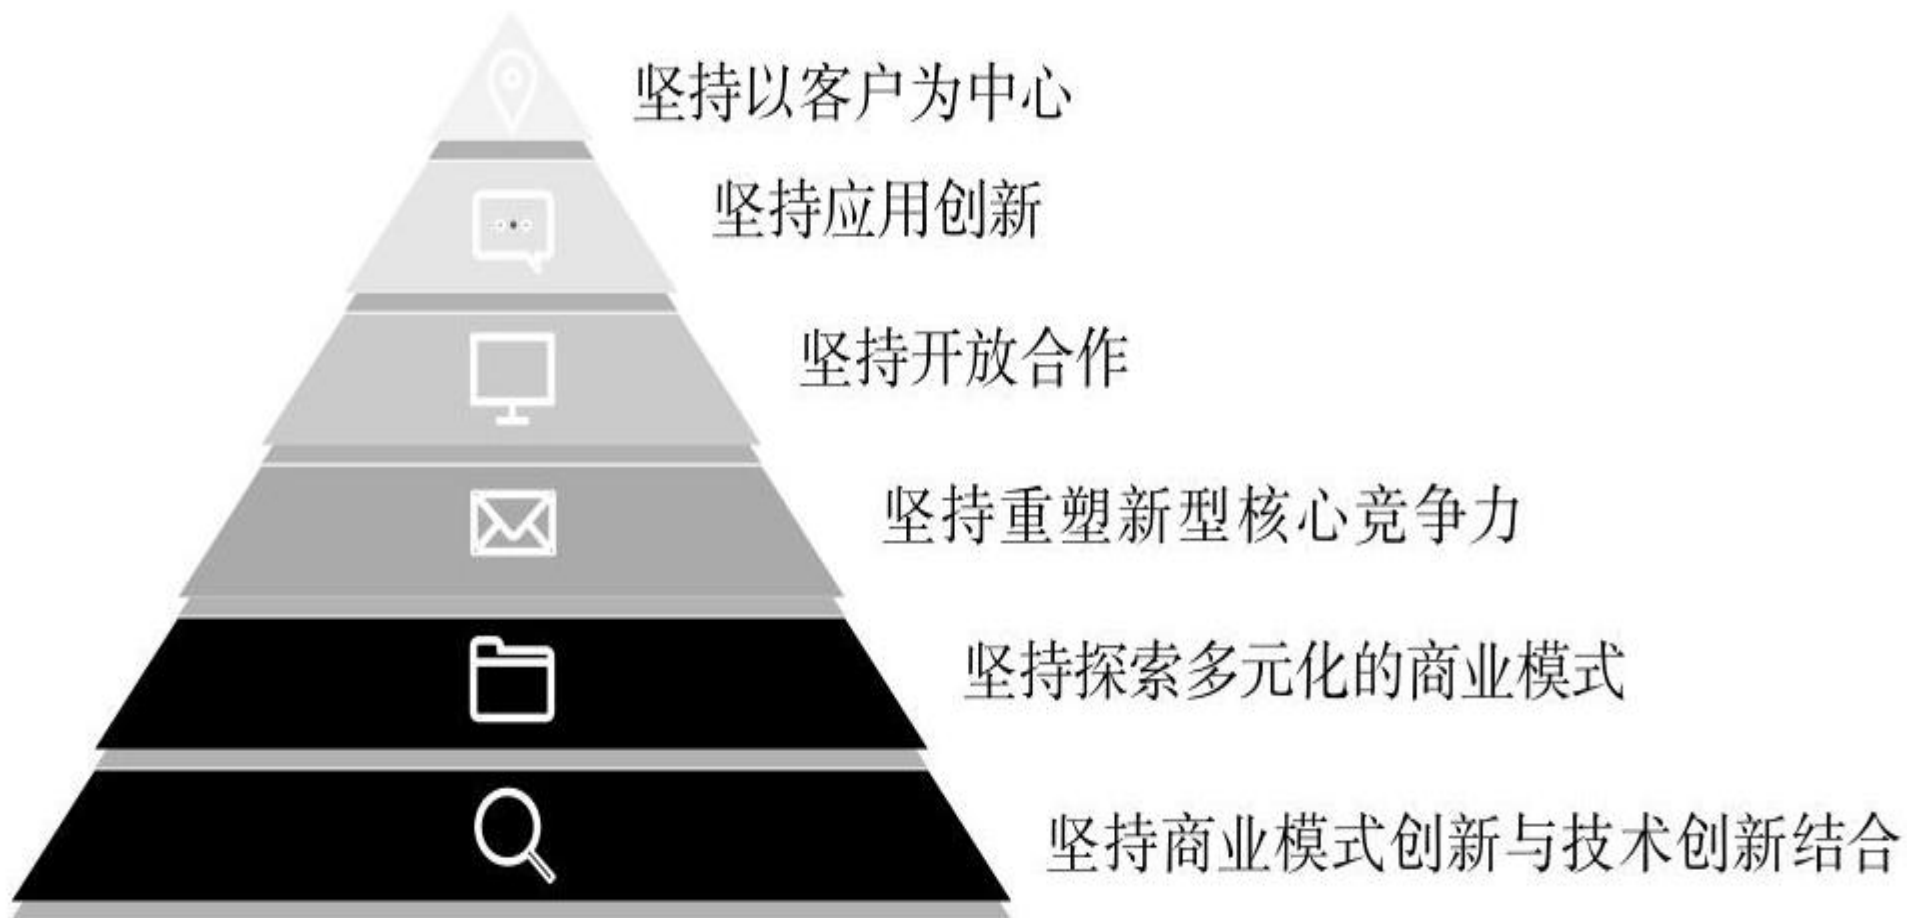 坚持以客户为中心
坚持应用创新
坚持开放合作
坚持重塑新型核心竞争力
坚持探索多元化的商业模式
坚持商业模式创新与技术创新结合